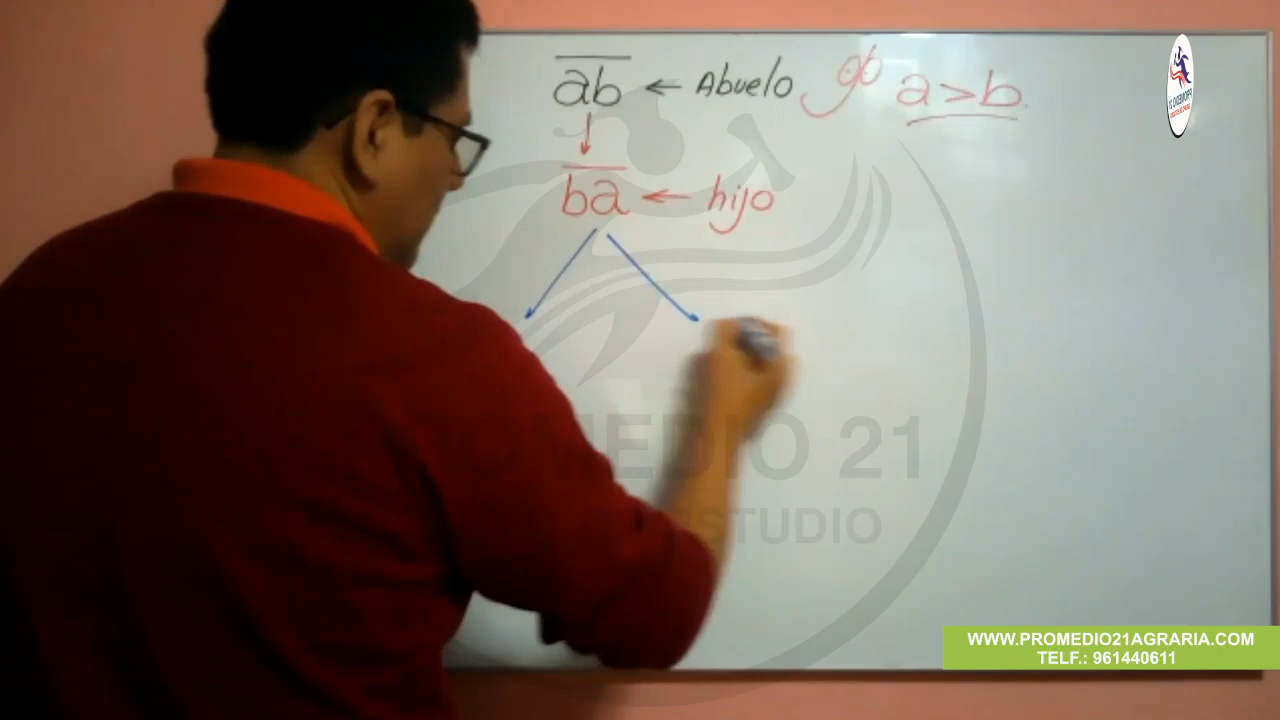 ab ← Abuelo a > b.
ba ← hijo
PROMEDIO 21
ESTUDIO
WWW.PROMEDIO21AGRARIA.COM
TELF.: 961440611